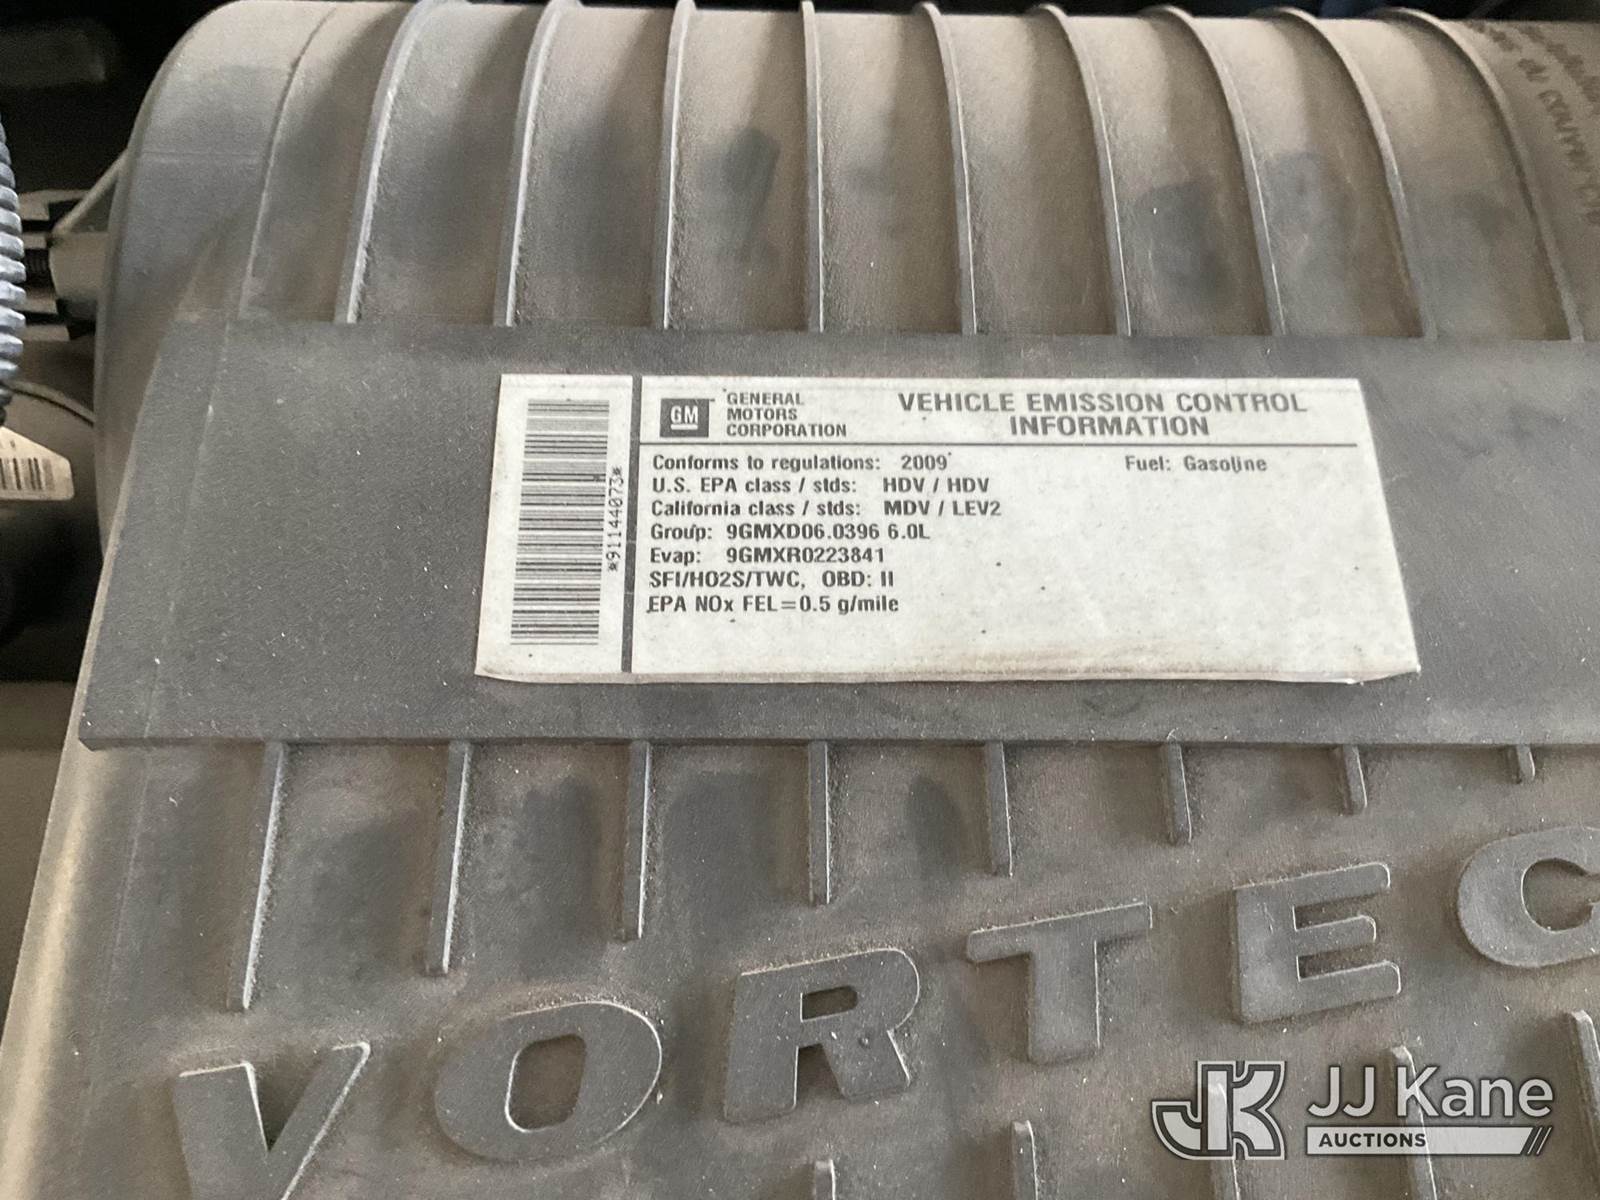 GM
GENERAL
MOTORS
CORPORATION
VEHICLE EMISSION CONTROL
INFORMATION
Conforms to regulations: 2009
Fuel: Gasoline
U.S. EPA class / stds: HDV / HDV
California class / stds: MDV / LEV2
Group: 9GMXD06.0396 6.0L
Evap: 9GMXR0223841
SFI/HO2S/TWC, OBD: II
EPA NOx FEL=0.5 g/mile
*91144073*
VORTEC
JK JJ Kane
AUCTIONS